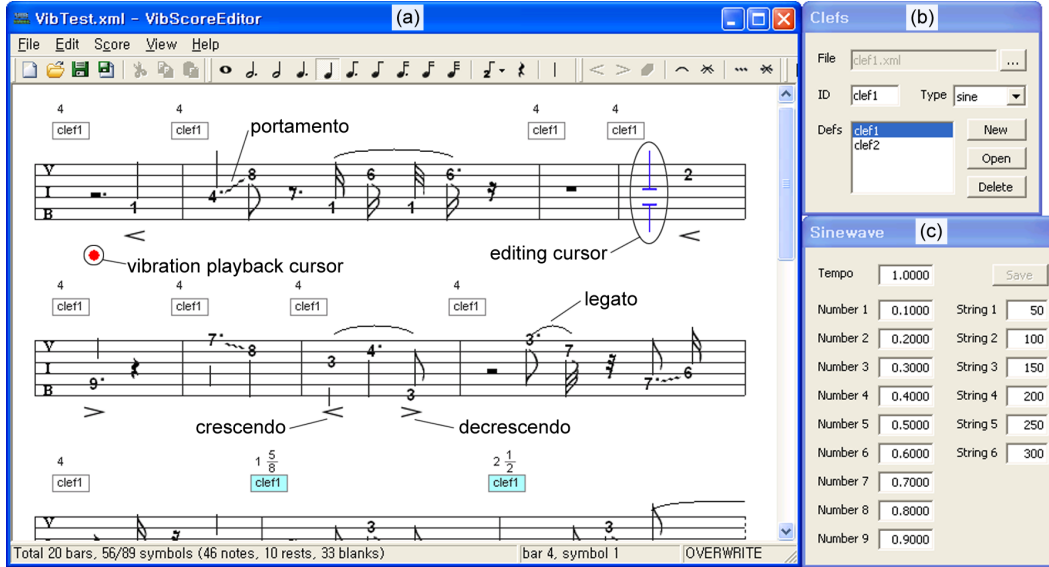 VibTest.xml - VibScoreEditor
(a)
File Edit Score View Help
4 4 4 4
clef1 clef1 clef1 clef1
portamento
V I B
1 4 8 1 6 1 6 2
editing cursor
vibration playback cursor
4 4 4 4
clef1 clef1 clef1 clef1
legato
V I B
9 7 8 3 4 3 3 7 7 6
crescendo
decrescendo
4 1 5/8 2 1/2
clef1 clef1 clef1
V
3 3
Total 20 bars, 56/89 symbols (46 notes, 10 rests, 33 blanks) bar 4, symbol 1 OVERWRITE
Clefs (b)
File clef1.xml ...
ID clef1 Type sine
Defs clef1 New
clef2
Open
Delete
Sinewave (c)
Tempo 1.0000 Save
Number 1 0.1000 String 1 50
Number 2 0.2000 String 2 100
Number 3 0.3000 String 3 150
Number 4 0.4000 String 4 200
Number 5 0.5000 String 5 250
Number 6 0.6000 String 6 300
Number 7 0.7000
Number 8 0.8000
Number 9 0.9000